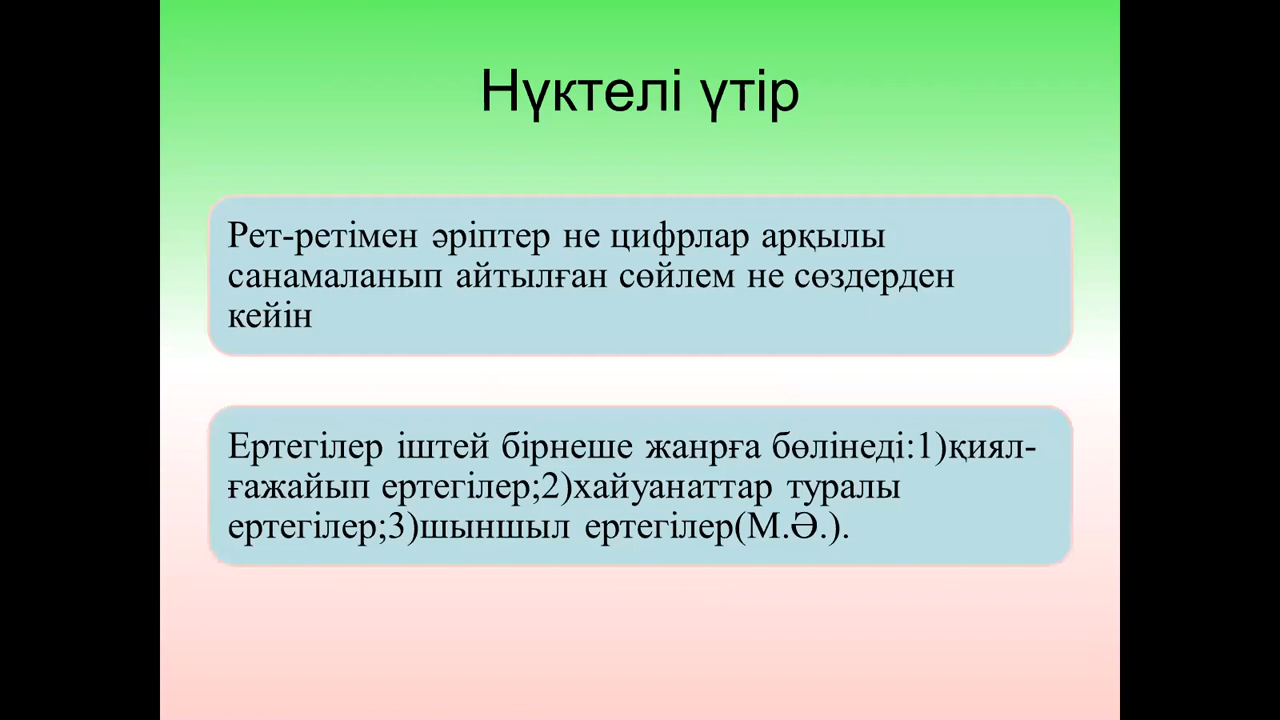 Нүктелі үтір
Рет-ретімен әріптер не цифрлар арқылы
санамаланып айтылған сөйлем не сөздерден
кейін
Ертегілер іштей бірнеше жанрға бөлінеді:1)қиял-
ғажайып ертегілер;2)хайуанаттар туралы
ертегілер;3)шыншыл ертегілер(М.Ә.).